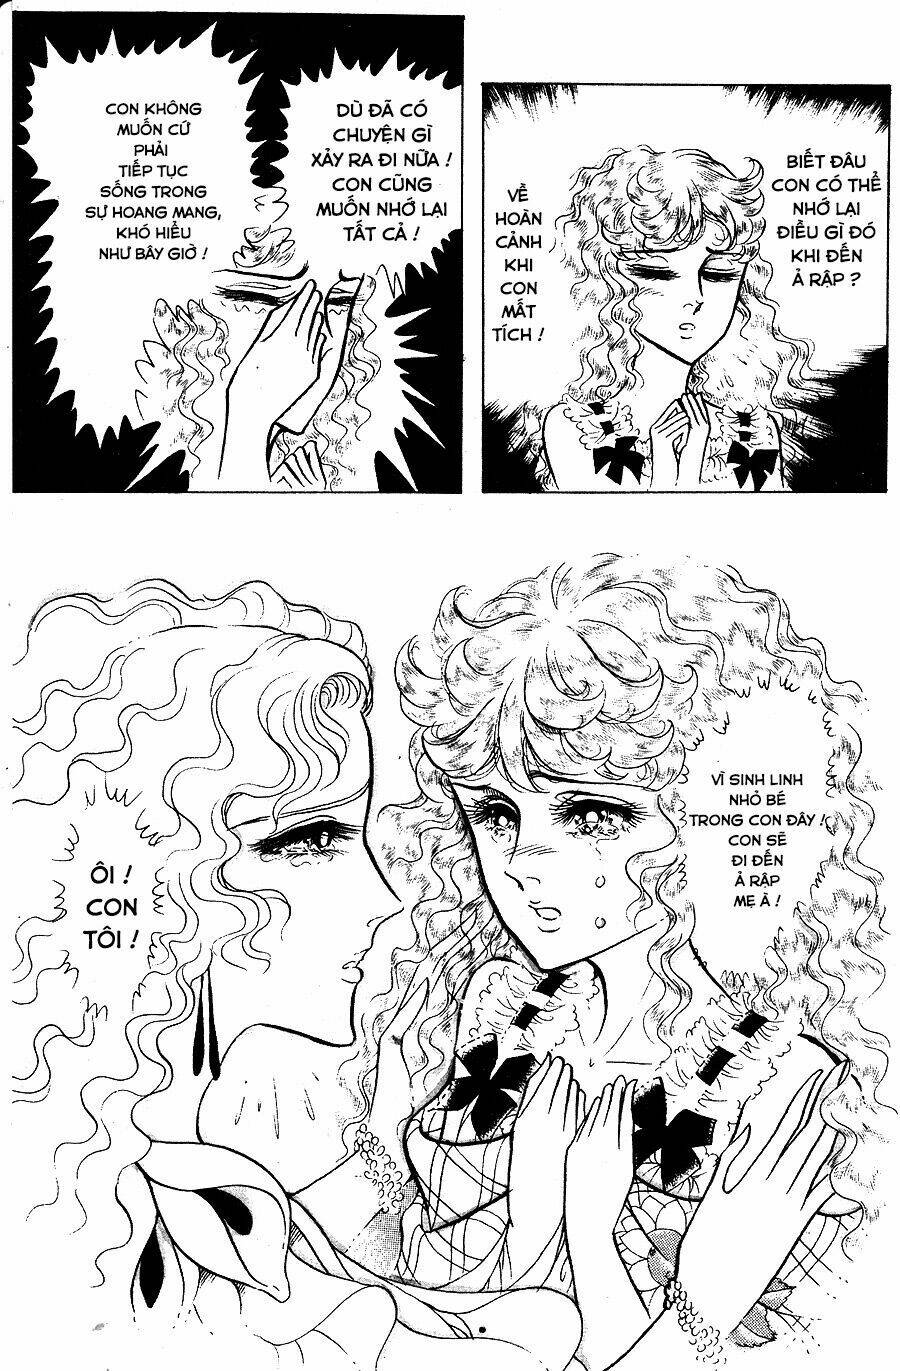 BIẾT ĐÂU
CON CÓ THỂ
NHỚ LẠI
ĐIỀU GÌ ĐÓ
KHI ĐẾN
Ả RẬP ?
VỀ
HOÀN
CẢNH
KHI
CON
MẤT
TÍCH !
DÙ ĐÃ CÓ
CHUYỆN GÌ
XẢY RA ĐI NỮA !
CON CŨNG
MUỐN NHỚ LẠI
TẤT CẢ !
CON KHÔNG
MUỐN CỨ
PHẢI
TIẾP TỤC
SỐNG TRONG
SỰ HOANG MANG,
KHÓ HIỂU
NHƯ BÂY GIỜ !
VÌ SINH LINH
NHỎ BÉ
TRONG CON ĐÂY !
CON SẼ
ĐI ĐẾN
Ả RẬP
MẸ À !
ÔI !
CON
TÔI !